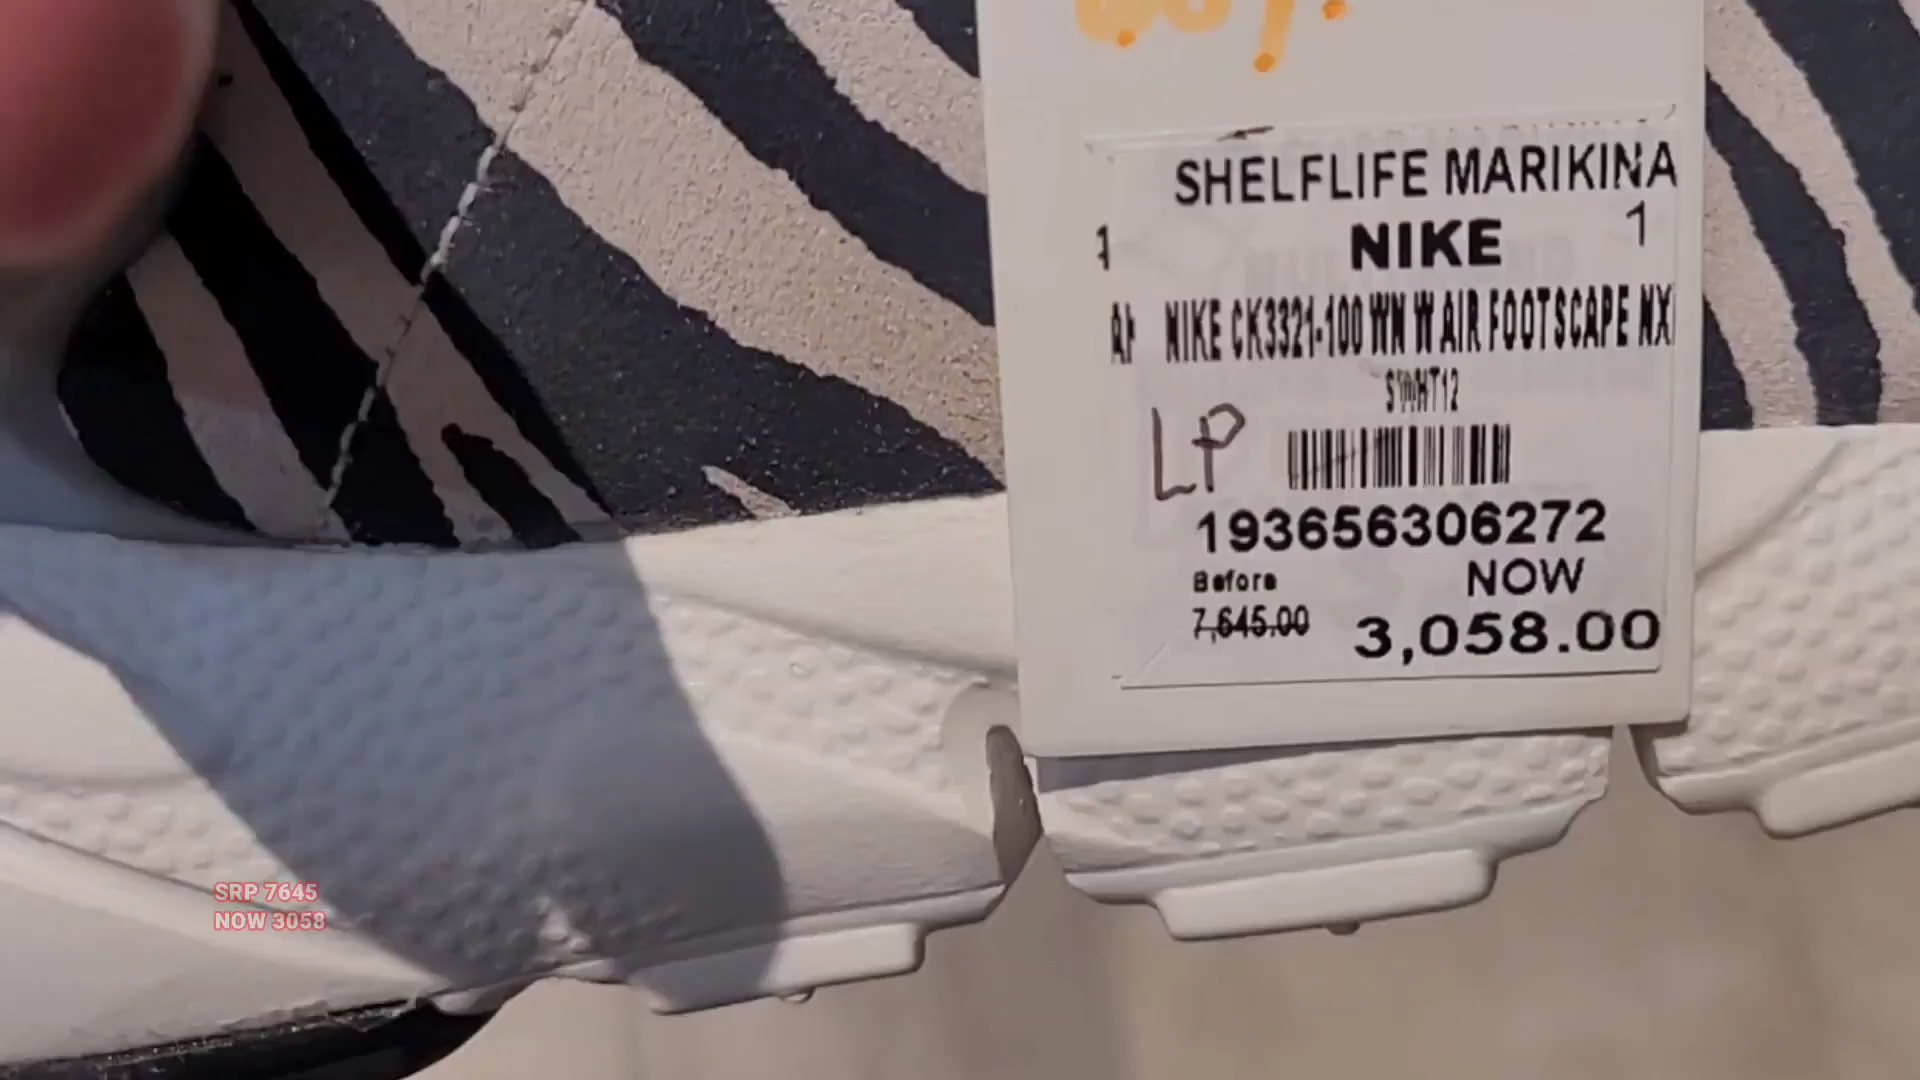 SHELFLIFE MARIKINA
1
NIKE
1
NIKE CK3321-100 WN W AIR FOOTSCAPE NX
LP
193656306272
Before
NOW
7,645.00
3,058.00
SRP 7645
NOW 3058